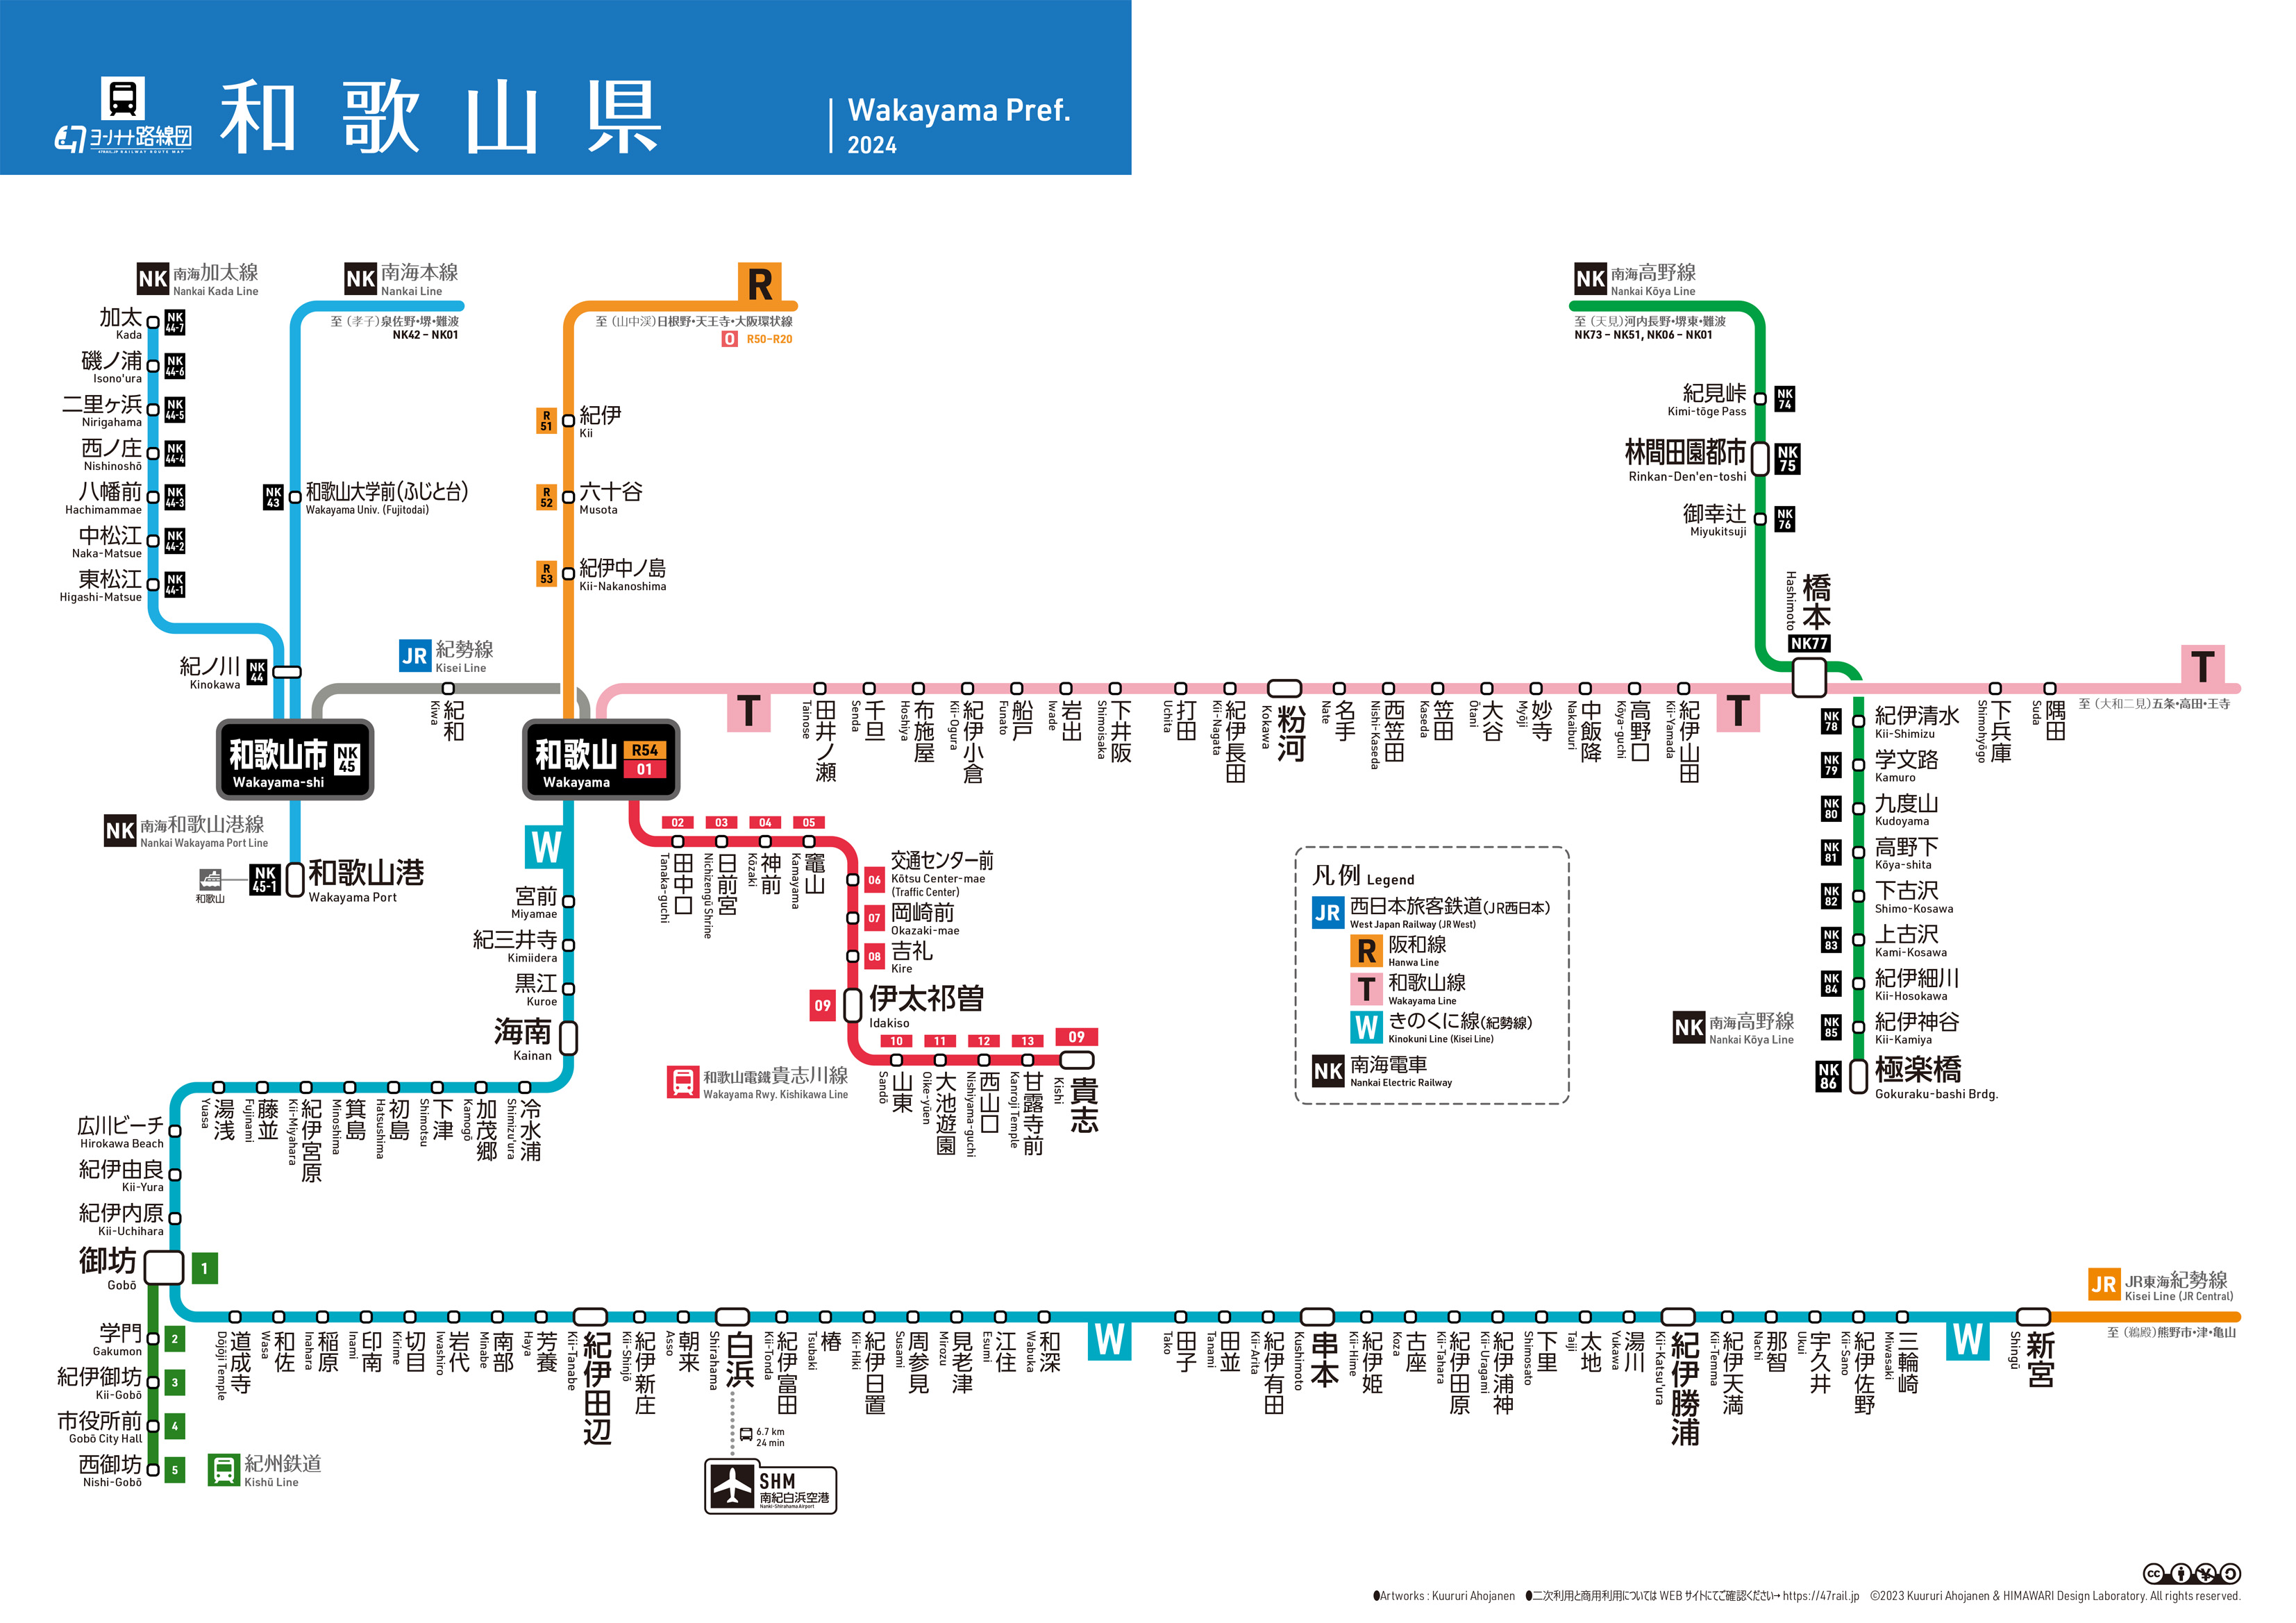 ヨンナナ路線図
47RAIL.JP RAILWAY ROUTE MAP
和歌山県
Wakayama Pref.
2024
NK 南海加太線
Nankai Kada Line
加太
Kada
NK 44-7
磯ノ浦
Isono'ura
NK 44-6
二里ヶ浜
Nirigahama
NK 44-5
西ノ庄
Nishinoshō
NK 44-4
八幡前
Hachimammae
NK 44-3
中松江
Naka-Matsue
NK 44-2
東松江
Higashi-Matsue
NK 44-1
紀ノ川
Kinokawa
NK 44
NK 南海本線
Nankai Line
至 (孝子)泉佐野・堺・難波
NK42 – NK01
NK 43
和歌山大学前(ふじと台)
Wakayama Univ. (Fujitodai)
R
至 (山中渓)日根野・天王寺・大阪環状線
O R50–R20
R 51
紀伊
Kii
R 52
六十谷
Musota
R 53
紀伊中ノ島
Kii-Nakanoshima
JR 紀勢線
Kisei Line
紀和
Kiwa
和歌山市 NK 45
Wakayama-shi
和歌山 R54 01
Wakayama
NK 南海和歌山港線
Nankai Wakayama Port Line
和歌山
NK 45-1
和歌山港
Wakayama Port
T
田井ノ瀬
Tainose
千旦
Senda
布施屋
Hoshiya
紀伊小倉
Kii-Ogura
船戸
Funato
岩出
Iwade
下井阪
Shimoisaka
打田
Uchita
紀伊長田
Kii-Nagata
粉河
Kokawa
名手
Nate
西笠田
Nishi-Kaseda
笠田
Kaseda
大谷
Ōtani
妙寺
Myōji
中飯降
Nakaiburi
高野口
Kōya-guchi
紀伊山田
Kii-Yamada
T
橋本
Hashimoto
NK77
下兵庫
Shimohyōgo
隅田
Suda
T
至 (大和二見)五条・高田・王寺
NK 南海高野線
Nankai Kōya Line
至 (天見)河内長野・堺東・難波
NK73 – NK51, NK06 – NK01
紀見峠
Kimi-tōge Pass
NK 74
林間田園都市
Rinkan-Den'en-toshi
NK 75
御幸辻
Miyukitsuji
NK 76
NK 78
紀伊清水
Kii-Shimizu
NK 79
学文路
Kamuro
NK 80
九度山
Kudoyama
NK 81
高野下
Kōya-shita
NK 82
下古沢
Shimo-Kosawa
NK 83
上古沢
Kami-Kosawa
NK 84
紀伊細川
Kii-Hosokawa
NK 85
紀伊神谷
Kii-Kamiya
NK 86
極楽橋
Gokuraku-bashi Brdg.
NK 南海高野線
Nankai Kōya Line
02
田中口
Tanaka-guchi
03
日前宮
Nichizengū Shrine
04
神前
Kōzaki
05
竈山
Kamayama
06
交通センター前
Kōtsu Center-mae
(Traffic Center)
07
岡崎前
Okazaki-mae
08
吉礼
Kire
09
伊太祁曽
Idakiso
10
山東
Sandō
11
大池遊園
Oike-yūen
12
西山口
Nishiyama-guchi
13
甘露寺前
Kanroji Temple
09
貴志
Kishi
和歌山電鐵貴志川線
Wakayama Rwy. Kishikawa Line
凡例 Legend
JR 西日本旅客鉄道(JR西日本)
West Japan Railway (JR West)
R 阪和線
Hanwa Line
T 和歌山線
Wakayama Line
W きのくに線(紀勢線)
Kinokuni Line (Kisei Line)
NK 南海電車
Nankai Electric Railway
W
宮前
Miyamae
紀三井寺
Kimiidera
黒江
Kuroe
海南
Kainan
冷水浦
Shimizu'ura
加茂郷
Kamogō
下津
Shimotsu
初島
Hatsushima
箕島
Minoshima
紀伊宮原
Kii-Miyahara
藤並
Fujinami
湯浅
Yuasa
広川ビーチ
Hirokawa Beach
紀伊由良
Kii-Yura
紀伊内原
Kii-Uchihara
御坊
Gobō
1
学門
Gakumon
2
紀伊御坊
Kii-Gobō
3
市役所前
Gobō City Hall
4
西御坊
Nishi-Gobō
5
紀州鉄道
Kishū Line
道成寺
Dōjōji Temple
和佐
Wasa
稲原
Inahara
印南
Inami
切目
Kirime
岩代
Iwashiro
南部
Minabe
芳養
Haya
紀伊田辺
Kii-Tanabe
紀伊新庄
Kii-Shinjō
朝来
Asso
白浜
Shirahama
6.7 km
24 min
SHM
南紀白浜空港
Nanki-Shirahama Airport
紀伊富田
Kii-Tonda
椿
Tsubaki
紀伊日置
Kii-Hiki
周参見
Susami
見老津
Mirozu
江住
Esumi
和深
Wabuka
W
田子
Tako
田並
Tanami
紀伊有田
Kii-Arita
串本
Kushimoto
紀伊姫
Kii-Hime
古座
Koza
紀伊田原
Kii-Tahara
紀伊浦神
Kii-Uragami
下里
Shimosato
太地
Taiji
湯川
Yukawa
紀伊勝浦
Kii-Katsu'ura
紀伊天満
Kii-Temma
那智
Nachi
宇久井
Ukui
紀伊佐野
Kii-Sano
三輪崎
Miwasaki
W
新宮
Shingū
JR JR東海紀勢線
Kisei Line (JR Central)
至 (鵜殿)熊野市・津・亀山
cc
●Artworks : Kuururi Ahojanen ●二次利用と商用利用については WEB サイトにてご確認ください→ https://47rail.jp ©2023 Kuururi Ahojanen & HIMAWARI Design Laboratory. All rights reserved.